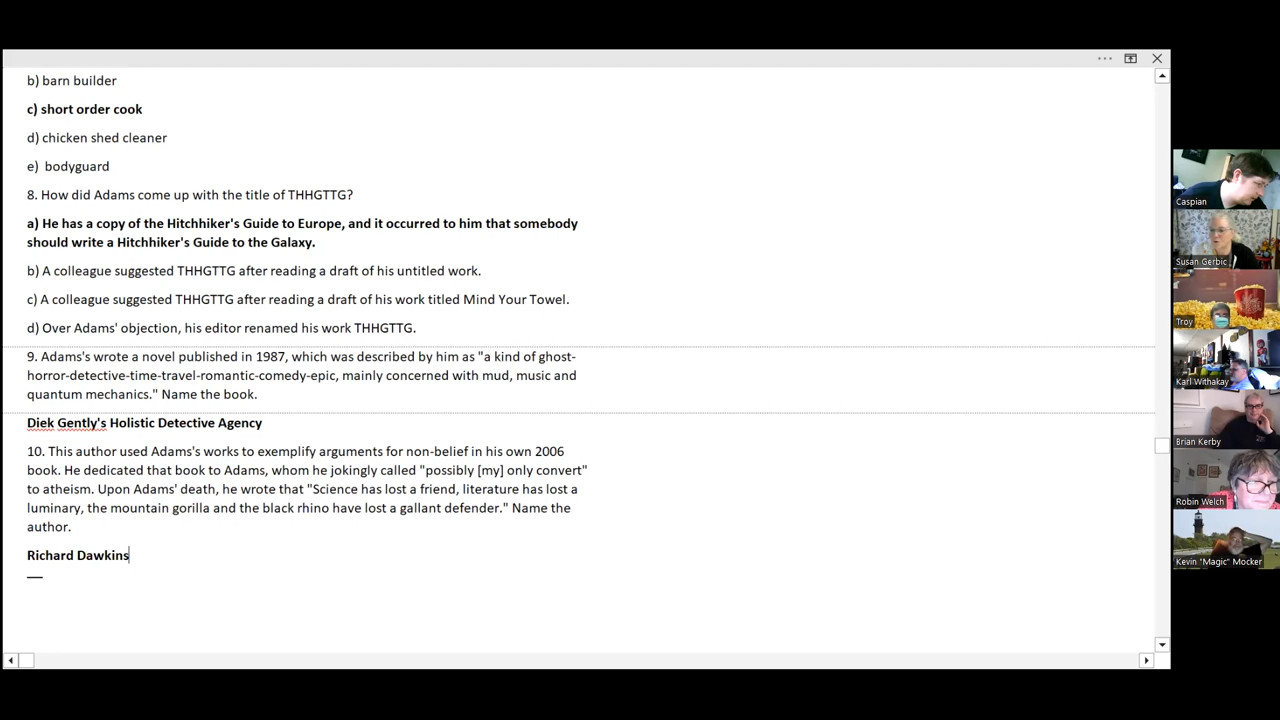 b) barn builder
c) short order cook
d) chicken shed cleaner
e) bodyguard
8. How did Adams come up with the title of THHGTTG?
a) He has a copy of the Hitchhiker's Guide to Europe, and it occurred to him that somebody
should write a Hitchhiker's Guide to the Galaxy.
b) A colleague suggested THHGTTG after reading a draft of his untitled work.
c) A colleague suggested THHGTTG after reading a draft of his work titled Mind Your Towel.
d) Over Adams' objection, his editor renamed his work THHGTTG.
9. Adams's wrote a novel published in 1987, which was described by him as "a kind of ghost-
horror-detective-time-travel-romantic-comedy-epic, mainly concerned with mud, music and
quantum mechanics." Name the book.
Diek Gently's Holistic Detective Agency
10. This author used Adams's works to exemplify arguments for non-belief in his own 2006
book. He dedicated that book to Adams, whom he jokingly called "possibly [my] only convert"
to atheism. Upon Adams' death, he wrote that "Science has lost a friend, literature has lost a
luminary, the mountain gorilla and the black rhino have lost a gallant defender." Name the
author.
Richard Dawkins
Caspian
Susan Gerbic
Troy
Karl Withakay
Brian Kerby
Robin Welch
Kevin "Magic" Mocker